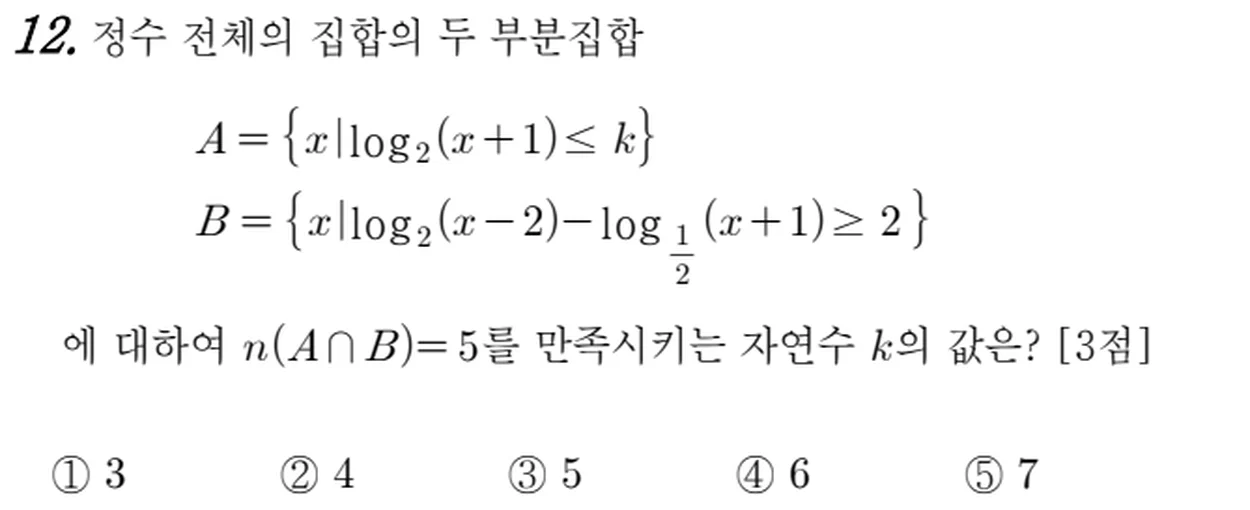 12. 정수 전체의 집합의 두 부분집합
A = {x | log₂(x+1) ≤ k}
B = {x | log₂(x−2) − log_{1/2}(x+1) ≥ 2}
에 대하여 n(A∩B)=5를 만족시키는 자연수 k의 값은? [3점]
① 3 ② 4 ③ 5 ④ 6 ⑤ 7